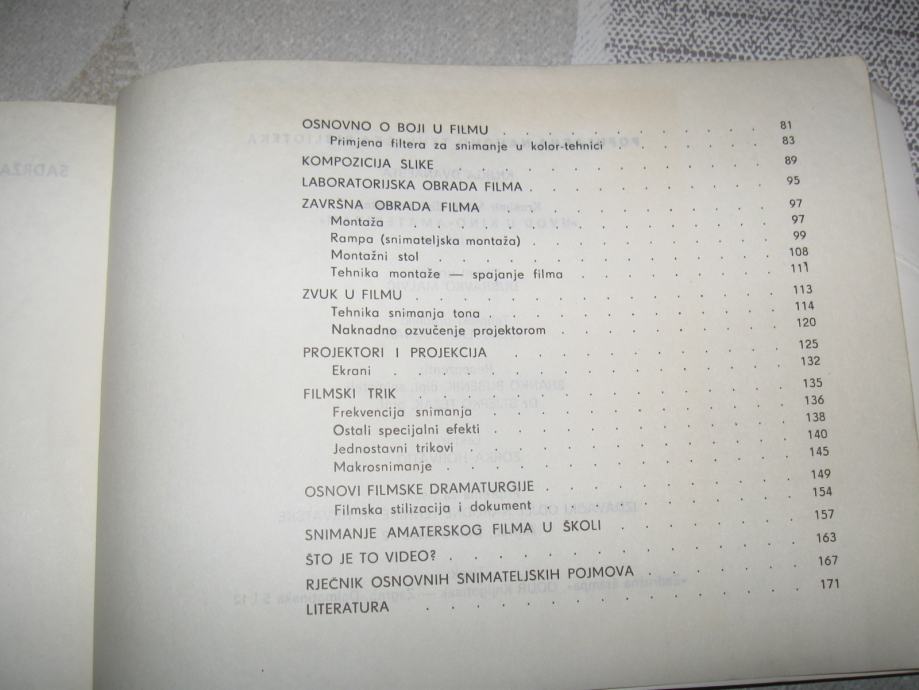 OSNOVNO O BOJI U FILMU . . . . . . . . . . 81
Primjena filtera za snimanje u kolor-tehnici . . . . . . 83
KOMPOZICIJA SLIKE . . . . . . . . . . . 89
LABORATORIJSKA OBRADA FILMA . . . . . . . . 95
ZAVRŠNA OBRADA FILMA . . . . . . . . . . 97
Montaža . . . . . . . . . . . . . 97
Rampa (snimateljska montaža) . . . . . . . . 99
Montažni stol . . . . . . . . . . . . 108
Tehnika montaže — spajanje filma . . . . . . . 111
ZVUK U FILMU . . . . . . . . . . . . 113
Tehnika snimanja tona . . . . . . . . . . 114
Naknadno ozvučenje projektorom . . . . . . . . 120
PROJEKTORI I PROJEKCIJA . . . . . . . . . . 125
Ekrani . . . . . . . . . . . . . 132
FILMSKI TRIK . . . . . . . . . . . . 135
Frekvencija snimanja . . . . . . . . . . 136
Ostali specijalni efekti . . . . . . . . . . 138
Jednostavni trikovi . . . . . . . . . . . 140
Makrosnimanje . . . . . . . . . . . . 145
OSNOVI FILMSKE DRAMATURGIJE . . . . . . . . 149
Filmska stilizacija i dokument . . . . . . . . 154
SNIMANJE AMATERSKOG FILMA U ŠKOLI . . . . . . 157
ŠTO JE TO VIDEO? . . . . . . . . . . . 163
RJEČNIK OSNOVNIH SNIMATELJSKIH POJMOVA . . . . . 167
LITERATURA . . . . . . . . . . . . 171